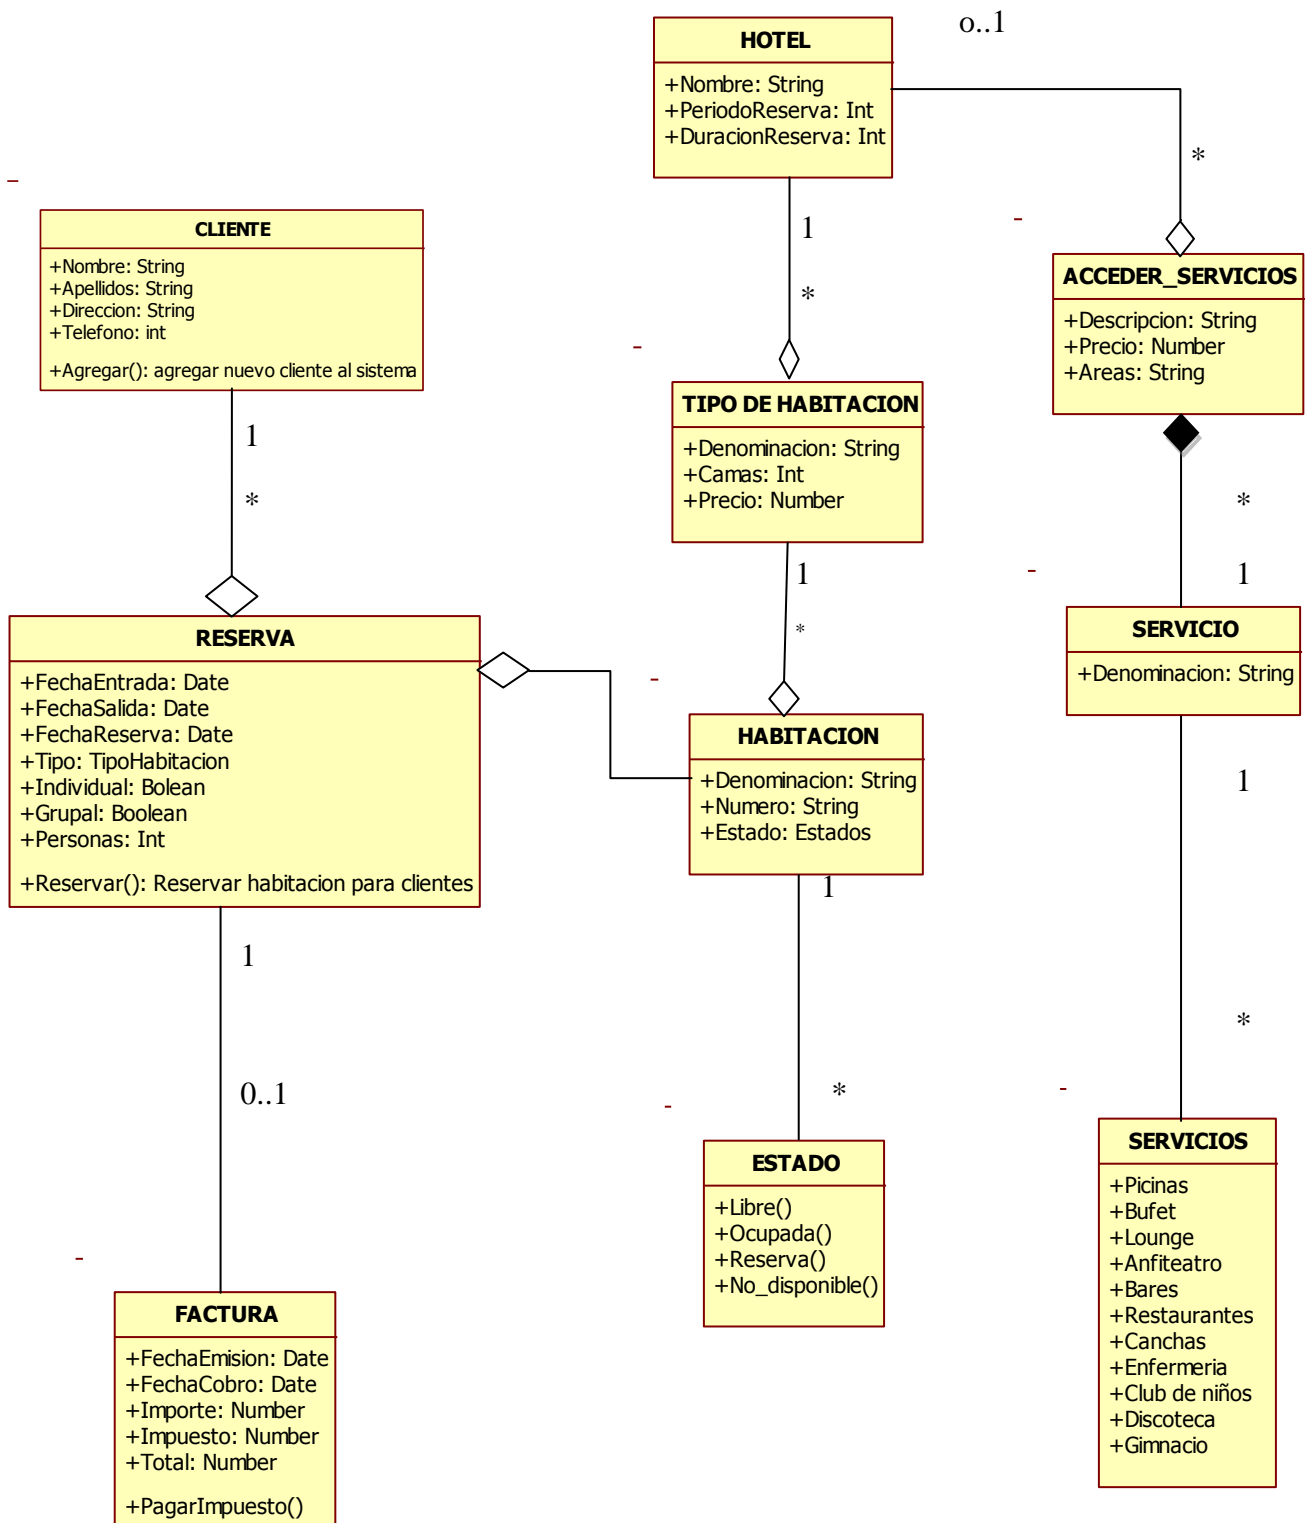 o..1
HOTEL
+Nombre: String
+PeriodoReserva: Int
+DuracionReserva: Int
*
1
*
CLIENTE
+Nombre: String
+Apellidos: String
+Direccion: String
+Telefono: int
+Agregar(): agregar nuevo cliente al sistema
ACCEDER_SERVICIOS
+Descripcion: String
+Precio: Number
+Areas: String
TIPO DE HABITACION
+Denominacion: String
+Camas: Int
+Precio: Number
1
*
*
1
1
*
RESERVA
+FechaEntrada: Date
+FechaSalida: Date
+FechaReserva: Date
+Tipo: TipoHabitacion
+Individual: Bolean
+Grupal: Boolean
+Personas: Int
+Reservar(): Reservar habitacion para clientes
SERVICIO
+Denominacion: String
HABITACION
+Denominacion: String
+Numero: String
+Estado: Estados
1
1
*
1
0..1
*
ESTADO
+Libre()
+Ocupada()
+Reserva()
+No_disponible()
SERVICIOS
+Picinas
+Bufet
+Lounge
+Anfiteatro
+Bares
+Restaurantes
+Canchas
+Enfermeria
+Club de niños
+Discoteca
+Gimnacio
FACTURA
+FechaEmision: Date
+FechaCobro: Date
+Importe: Number
+Impuesto: Number
+Total: Number
+PagarImpuesto()